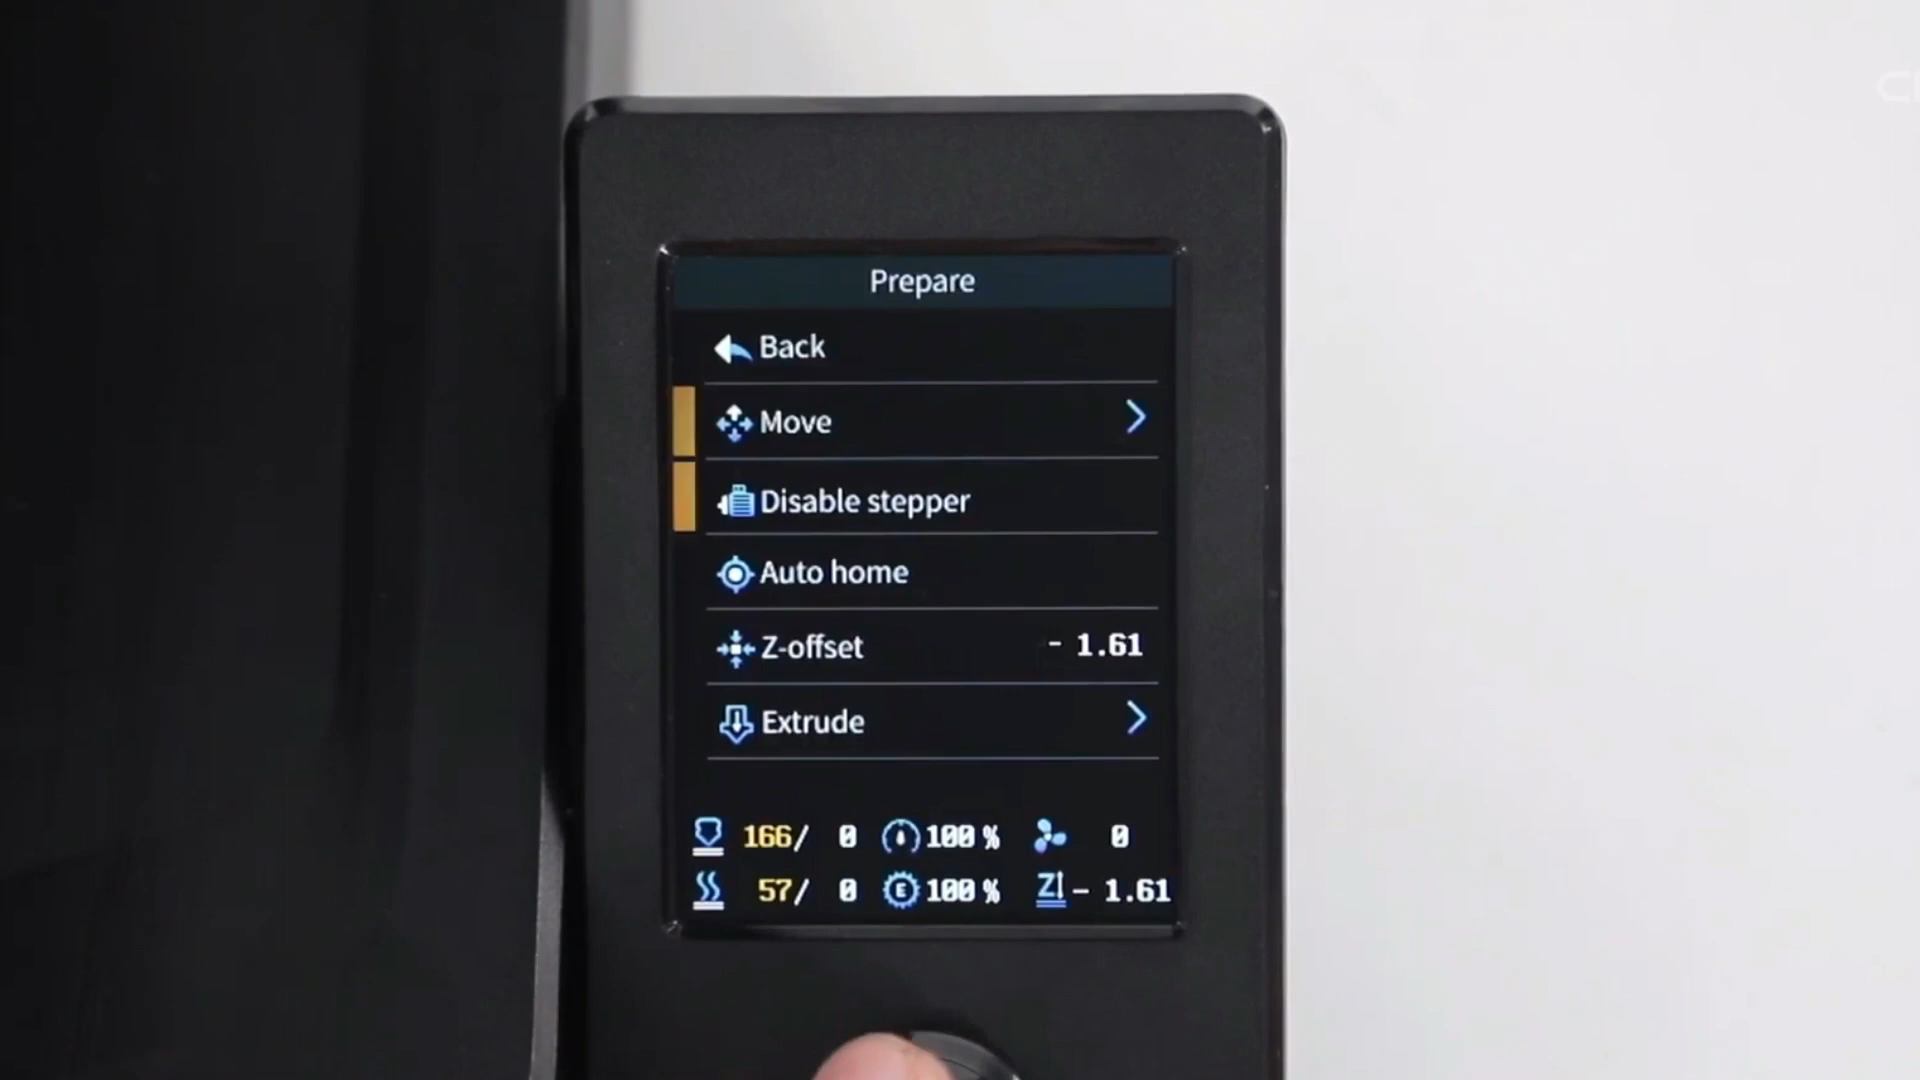 Prepare
Back
Move
Disable stepper
Auto home
Z-offset - 1.61
Extrude
166/ 0 100 % 0
57/ 0 E 100 % Z - 1.61